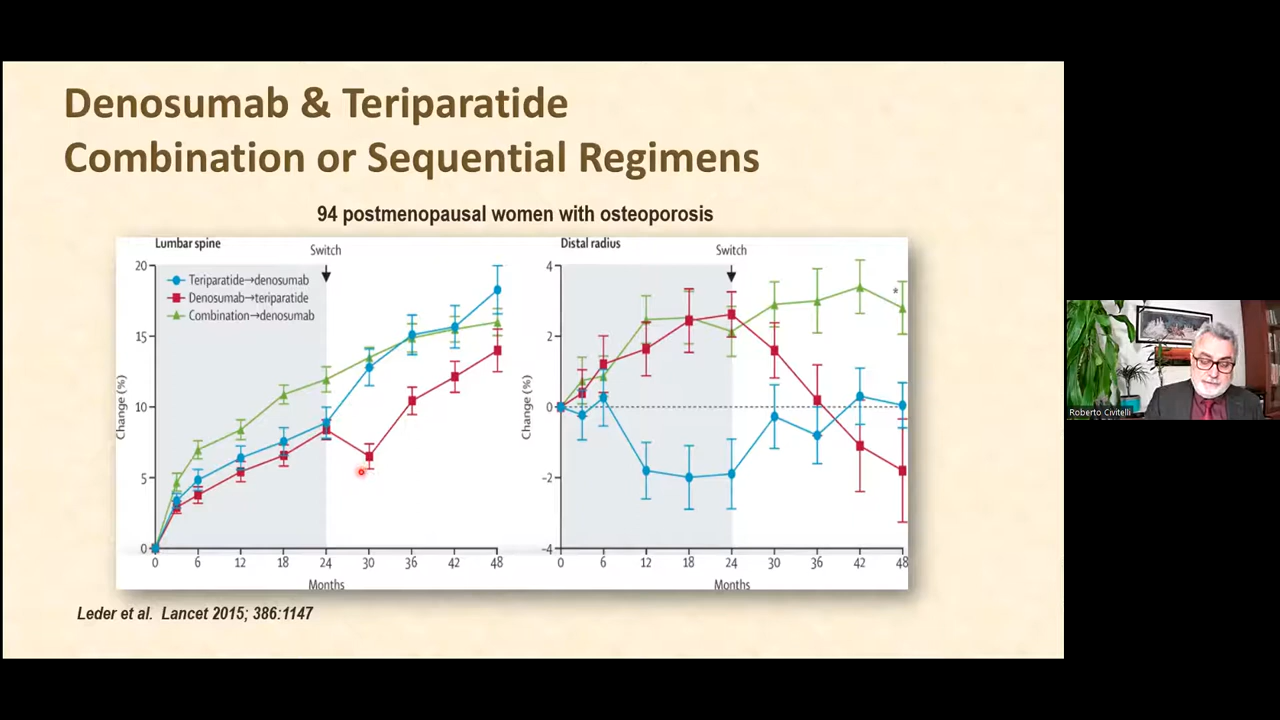 Denosumab & Teriparatide
Combination or Sequential Regimens
94 postmenopausal women with osteoporosis
Lumbar spine
Switch
20
15
10
5
0
Change (%)
Teriparatide→denosumab
Denosumab→teriparatide
Combination→denosumab
0 6 12 18 24 30 36 42 48
Months
Distal radius
Switch
4
2
0
-2
-4
Change (%)
*
0 6 12 18 24 30 36 42 48
Months
Leder et al. Lancet 2015; 386:1147
Roberto Civitelli